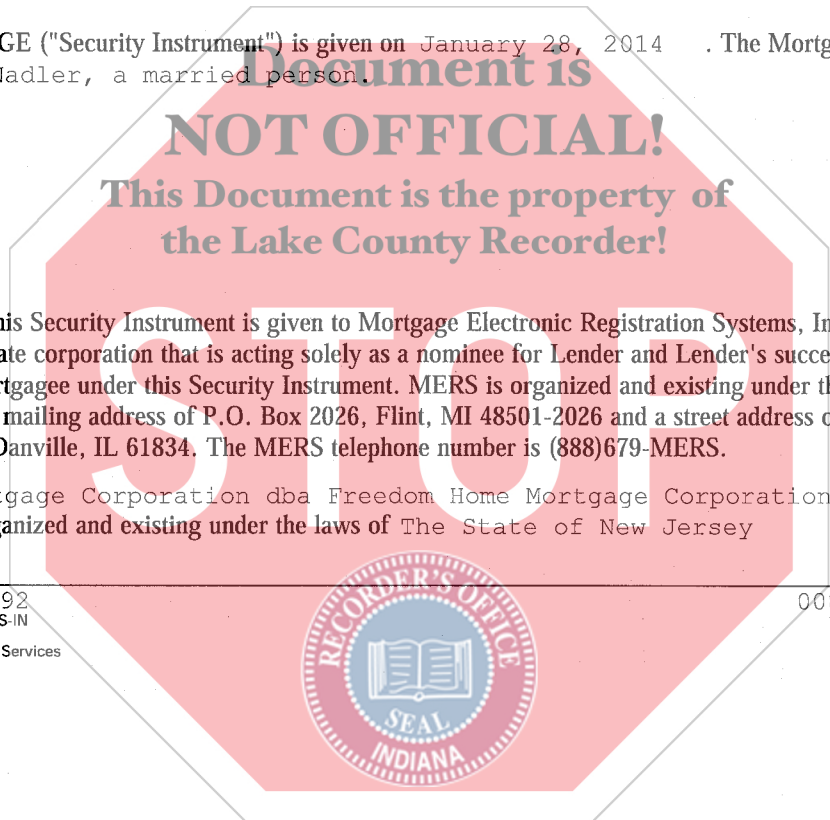 GE ("Security Instrument") is given on January 28, 2014 . The Mortg
Nadler, a married person.
Document is
NOT OFFICIAL!
This Document is the property of
the Lake County Recorder!
STOP
his Security Instrument is given to Mortgage Electronic Registration Systems, In
ate corporation that is acting solely as a nominee for Lender and Lender's succe
rtgagee under this Security Instrument. MERS is organized and existing under th
mailing address of P.O. Box 2026, Flint, MI 48501-2026 and a street address o
Danville, IL 61834. The MERS telephone number is (888)679-MERS.
tgage Corporation dba Freedom Home Mortgage Corporation
ganized and existing under the laws of The State of New Jersey
92
00
S-IN
Services
RECORDER'S OFFICE
SEAL
INDIANA